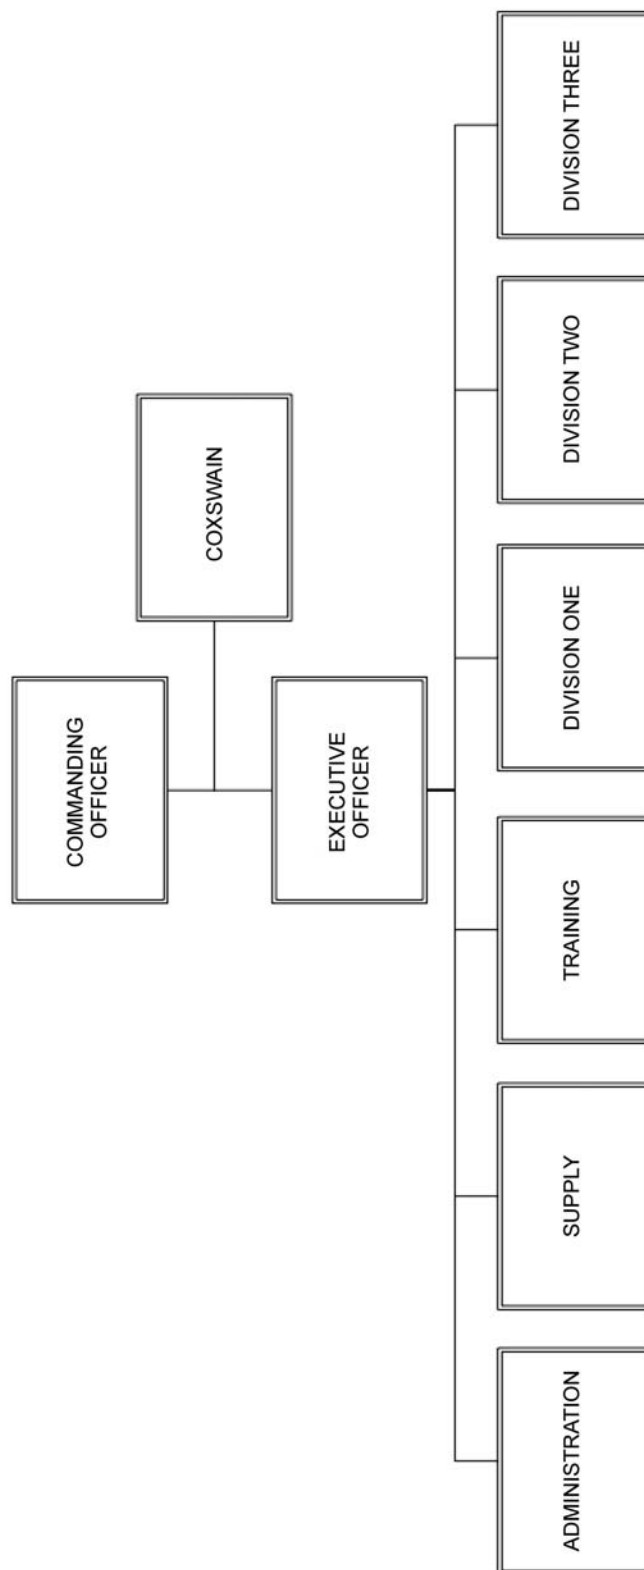 COMMANDING
OFFICER
COXSWAIN
EXECUTIVE
OFFICER
ADMINISTRATION
SUPPLY
TRAINING
DIVISION ONE
DIVISION TWO
DIVISION THREE